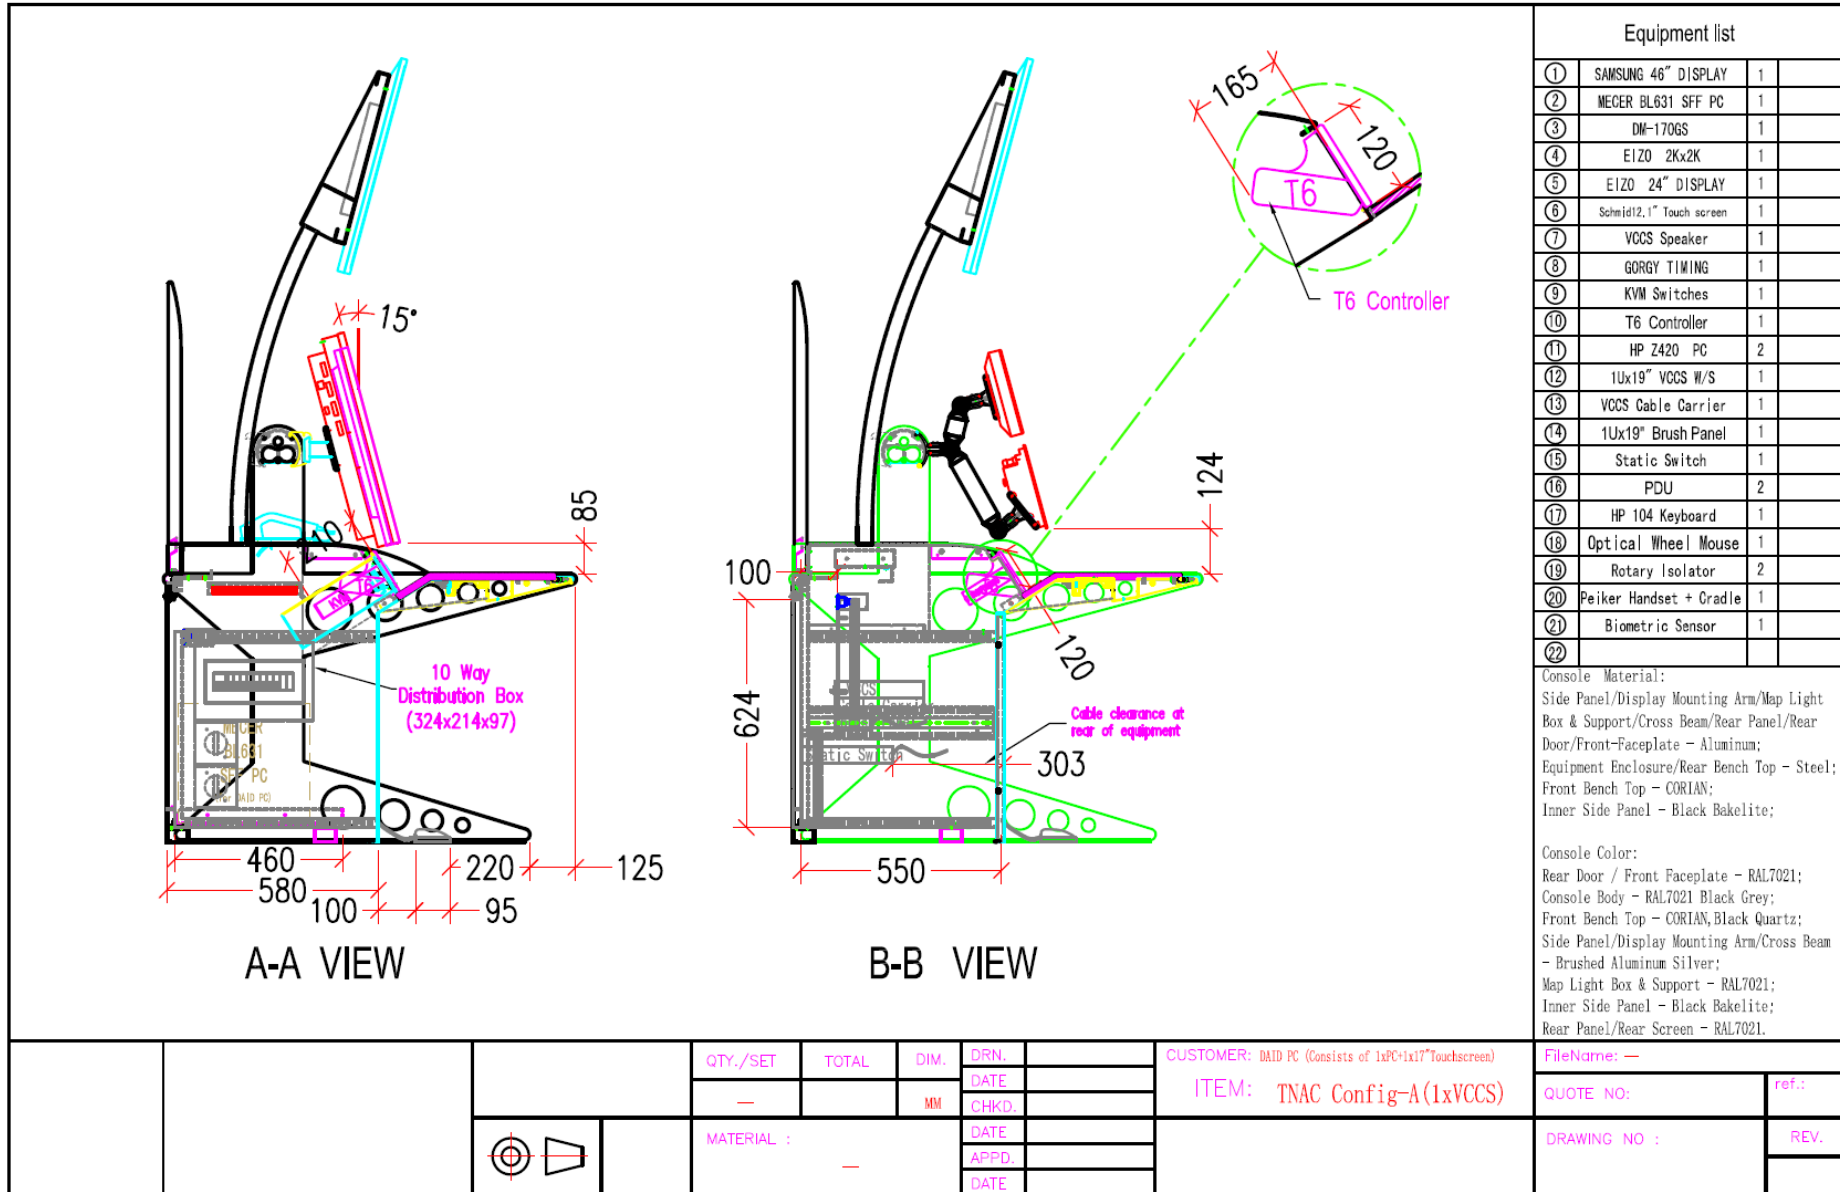 15°
85
210
KVM
10 Way
Distribution Box
(324x214x97)
MECER
BL631
SFF PC
460
580
100
220
125
95
A-A VIEW
165
120
T6
T6 Controller
124
100
120
624
VCCS
Static Switch
Cable clearance at
rear of equipment
303
550
B-B VIEW
Equipment list
1 SAMSUNG 46" DISPLAY 1
2 MECER BL631 SFF PC 1
3 DM-170GS 1
4 EIZO 2Kx2K 1
5 EIZO 24" DISPLAY 1
6 Schmid12,1" Touch screen 1
7 VCCS Speaker 1
8 GORGY TIMING 1
9 KVM Switches 1
10 T6 Controller 1
11 HP Z420 PC 2
12 1Ux19" VCCS W/S 1
13 VCCS Cable Carrier 1
14 1Ux19" Brush Panel 1
15 Static Switch 1
16 PDU 2
17 HP 104 Keyboard 1
18 Optical Wheel Mouse 1
19 Rotary Isolator 2
20 Peiker Handset + Cradle 1
21 Biometric Sensor 1
22
Console Material:
Side Panel/Display Mounting Arm/Map Light
Box & Support/Cross Beam/Rear Panel/Rear
Door/Front-Faceplate - Aluminum;
Equipment Enclosure/Rear Bench Top - Steel;
Front Bench Top - CORIAN;
Inner Side Panel - Black Bakelite;
Console Color:
Rear Door / Front Faceplate - RAL7021;
Console Body - RAL7021 Black Grey;
Front Bench Top - CORIAN,Black Quartz;
Side Panel/Display Mounting Arm/Cross Beam
- Brushed Aluminum Silver;
Map Light Box & Support - RAL7021;
Inner Side Panel - Black Bakelite;
Rear Panel/Rear Screen - RAL7021.
QTY./SET TOTAL DIM.
— MM
MATERIAL : —
DRN.
DATE
CHKD.
DATE
APPD.
DATE
CUSTOMER: DAID PC (Consists of 1xPC+1x17"Touchscreen)
ITEM: TNAC Config-A(1xVCCS)
FileName: —
QUOTE NO: ref.:
DRAWING NO : REV.